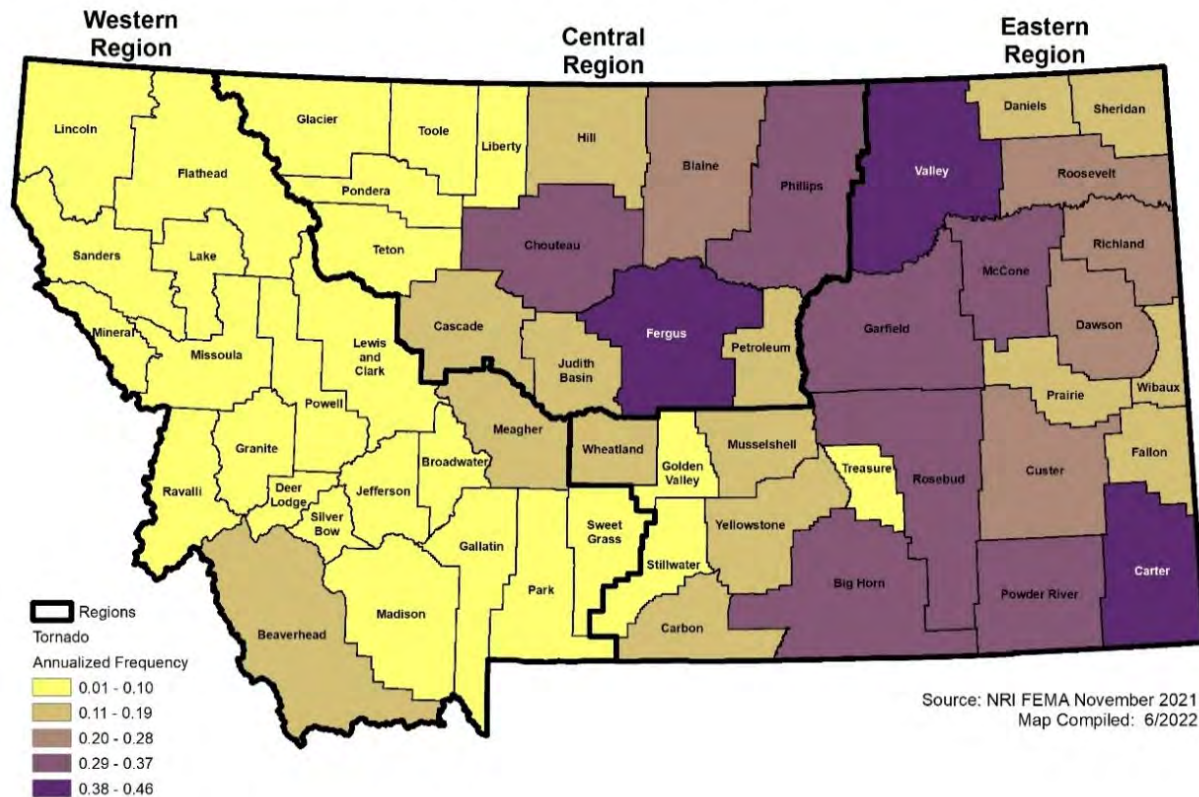 Western
Region
Central
Region
Eastern
Region
Lincoln
Flathead
Glacier
Toole
Liberty
Hill
Blaine
Phillips
Valley
Daniels
Sheridan
Roosevelt
Pondera
Teton
Chouteau
Sanders
Lake
Richland
McCone
Garfield
Dawson
Mineral
Missoula
Lewis
and
Clark
Cascade
Judith
Basin
Fergus
Petroleum
Prairie
Wibaux
Powell
Granite
Meagher
Wheatland
Golden
Valley
Musselshell
Treasure
Rosebud
Custer
Fallon
Ravalli
Deer
Lodge
Silver
Bow
Jefferson
Broadwater
Gallatin
Park
Sweet
Grass
Stillwater
Yellowstone
Big Horn
Powder River
Carter
Beaverhead
Madison
Carbon
Regions
Tornado
Annualized Frequency
0.01 - 0.10
0.11 - 0.19
0.20 - 0.28
0.29 - 0.37
0.38 - 0.46
Source: NRI FEMA November 2021
Map Compiled: 6/2022